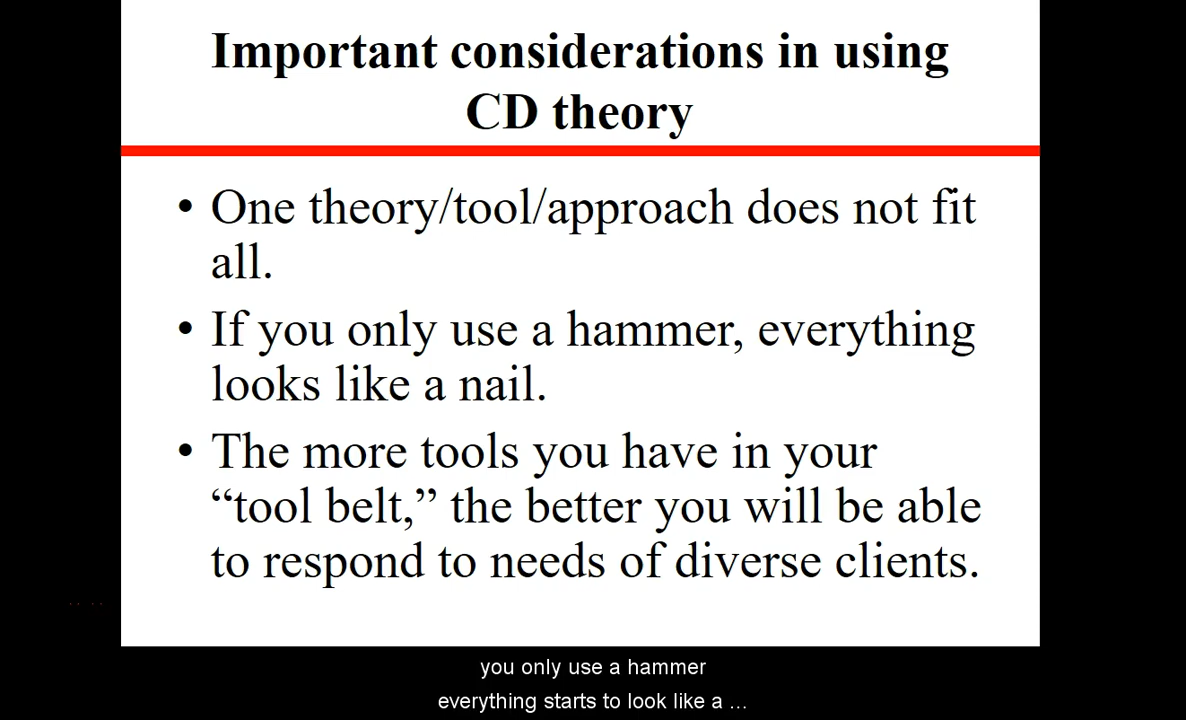 Important considerations in using
CD theory
• One theory/tool/approach does not fit
all.
• If you only use a hammer, everything
looks like a nail.
• The more tools you have in your
“tool belt,” the better you will be able
to respond to needs of diverse clients.
you only use a hammer
everything starts to look like a ...